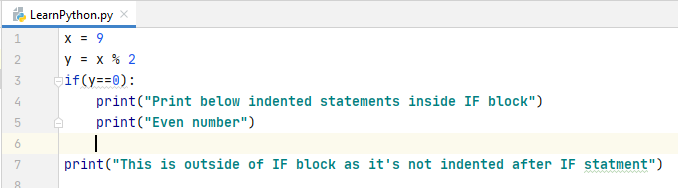 LearnPython.py ×
1 x = 9
2 y = x % 2
3 if(y==0):
4     print("Print below indented statements inside IF block")
5     print("Even number")
6
7 print("This is outside of IF block as it's not indented after IF statment")
8